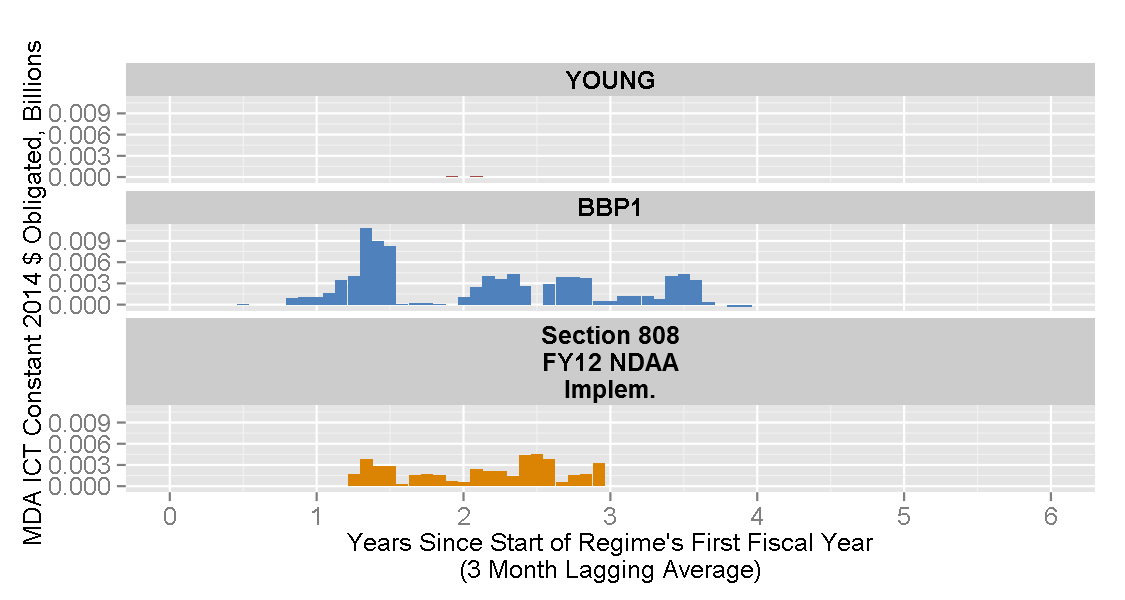 MDA ICT Constant 2014 $ Obligated, Billions
YOUNG
0.009
0.006
0.003
0.000
BBP1
0.009
0.006
0.003
0.000
Section 808
FY12 NDAA
Implem.
0.009
0.006
0.003
0.000
0 1 2 3 4 5 6
Years Since Start of Regime's First Fiscal Year
(3 Month Lagging Average)